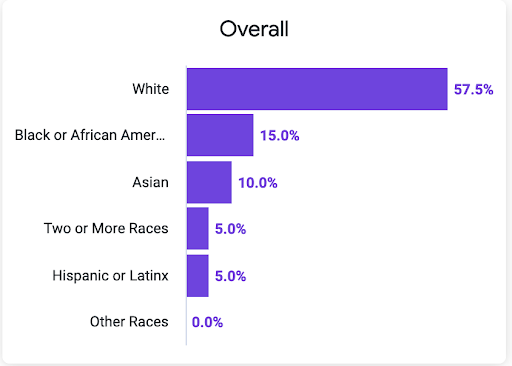 Overall
White 57.5%
Black or African Amer... 15.0%
Asian 10.0%
Two or More Races 5.0%
Hispanic or Latinx 5.0%
Other Races 0.0%